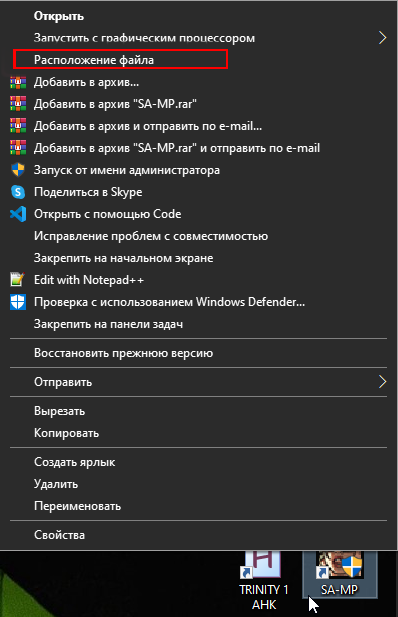 Открыть
Запустить с графическим процессором
Расположение файла
Добавить в архив...
Добавить в архив "SA-MP.rar"
Добавить в архив и отправить по e-mail...
Добавить в архив "SA-MP.rar" и отправить по e-mail
Запуск от имени администратора
Поделиться в Skype
Открыть с помощью Code
Исправление проблем с совместимостью
Закрепить на начальном экране
Edit with Notepad++
Проверка с использованием Windows Defender...
Закрепить на панели задач
Восстановить прежнюю версию
Отправить
Вырезать
Копировать
Создать ярлык
Удалить
Переименовать
Свойства
TRINITY 1 AHK
SA-MP